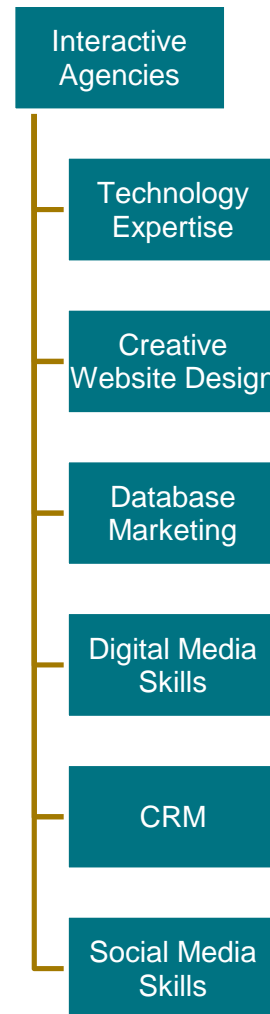 Interactive
Agencies
Technology
Expertise
Creative
Website Design
Database
Marketing
Digital Media
Skills
CRM
Social Media
Skills